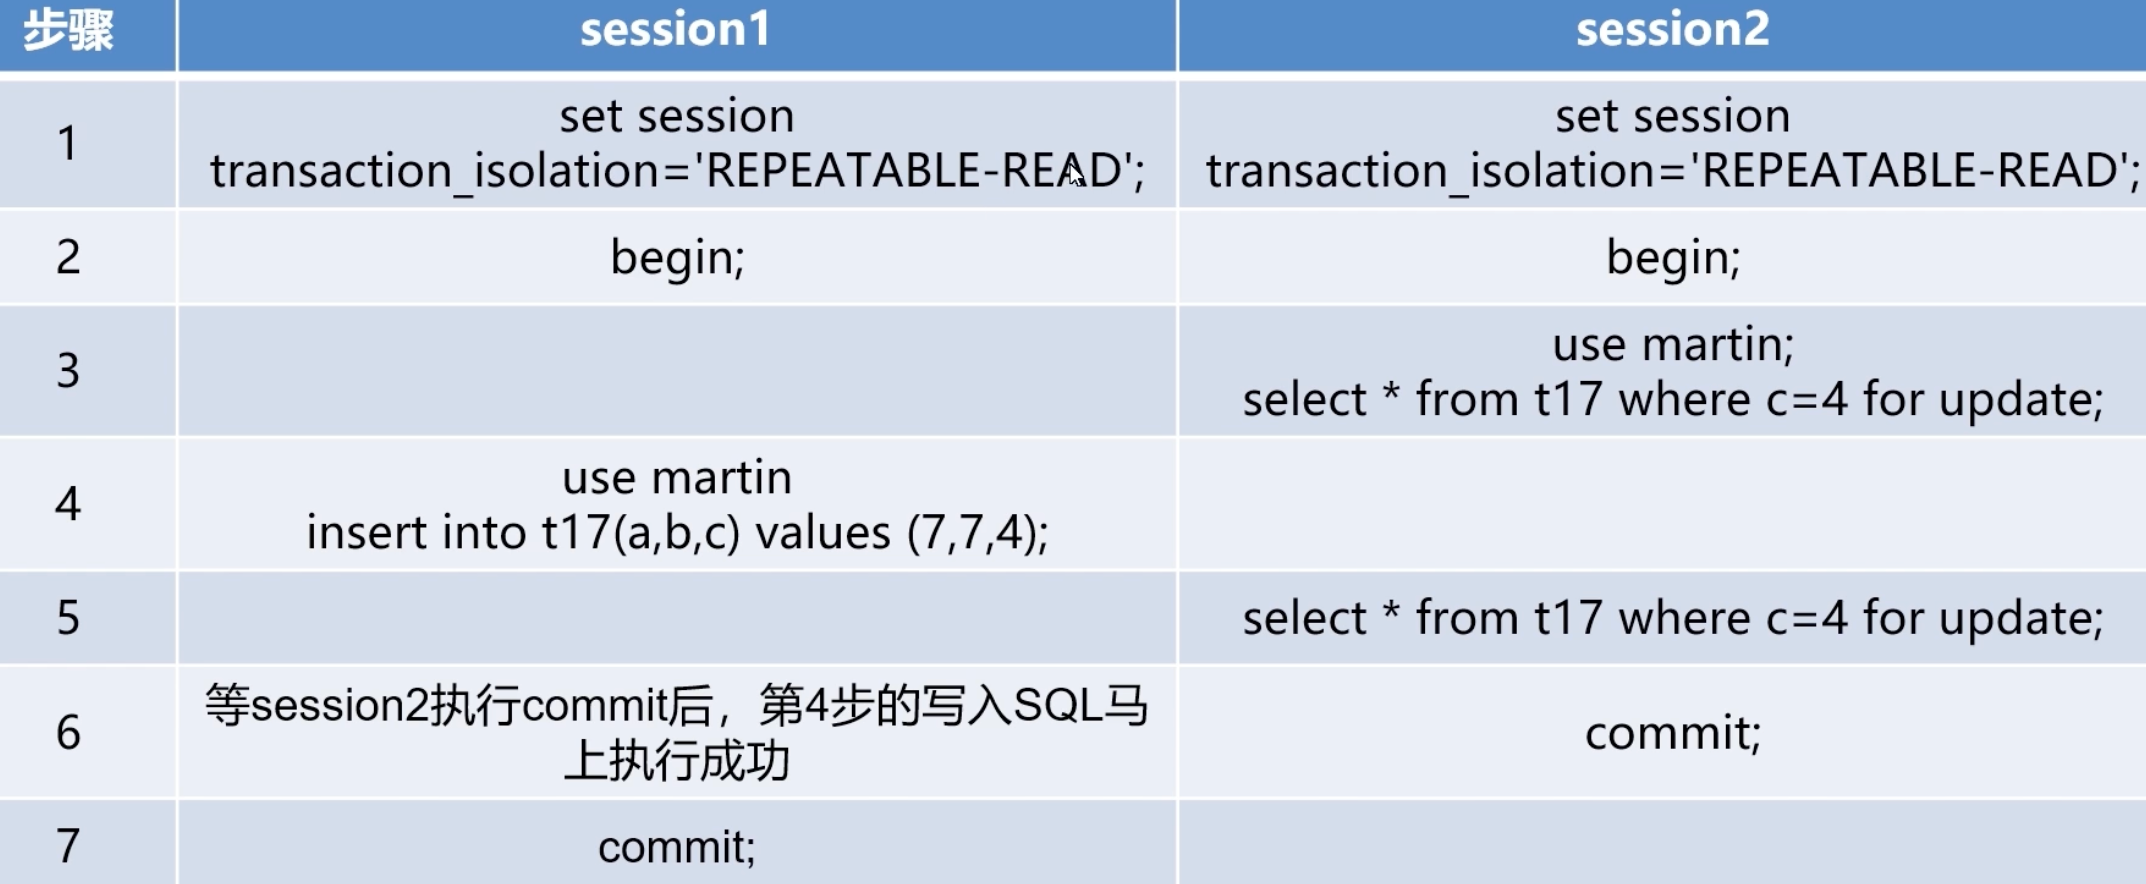 步骤 session1 session2
1
set session
transaction_isolation='REPEATABLE-READ';
set session
transaction_isolation='REPEATABLE-READ';
2
begin;
begin;
3
use martin;
select * from t17 where c=4 for update;
4
use martin
insert into t17(a,b,c) values (7,7,4);
5
select * from t17 where c=4 for update;
6
等session2执行commit后，第4步的写入SQL马
上执行成功
commit;
7
commit;